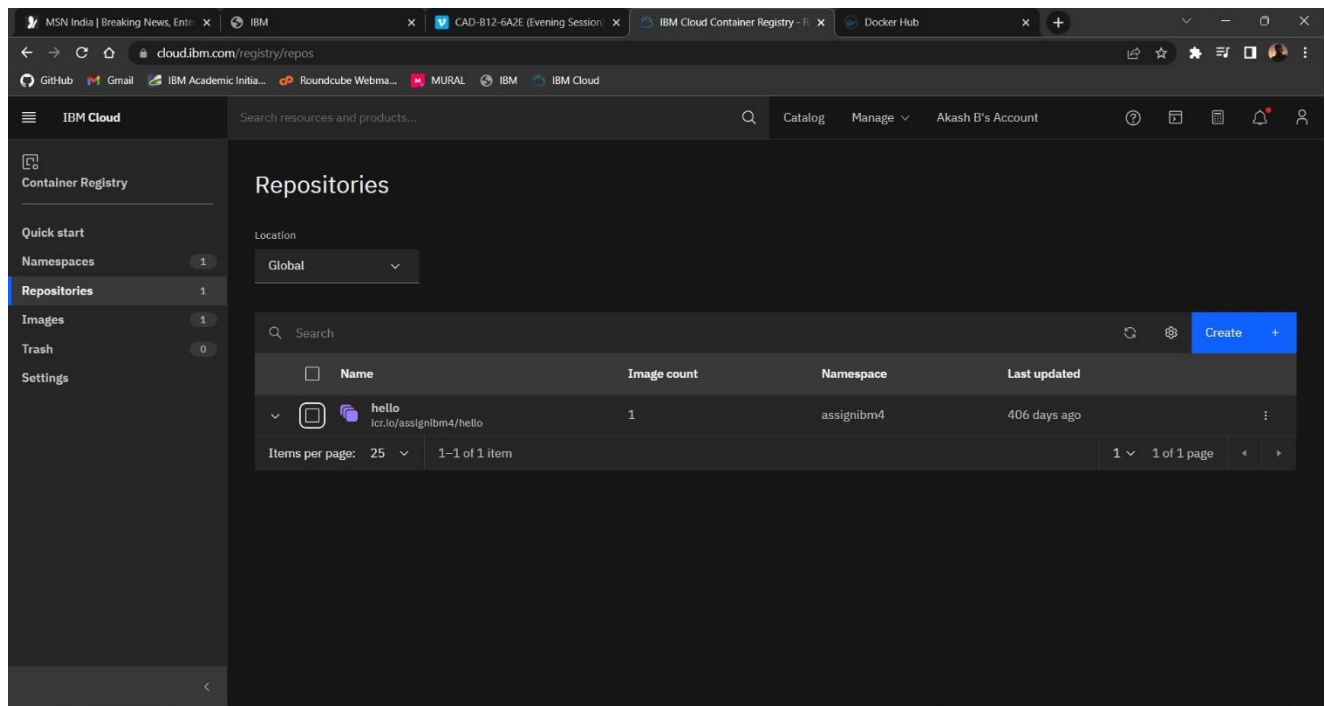 MSN India | Breaking News, Ente
IBM
CAD-B12-6A2E (Evening Session)
IBM Cloud Container Registry - R
Docker Hub
cloud.ibm.com/registry/repos
GitHub Gmail IBM Academic Initia... Roundcube Webma... MURAL IBM IBM Cloud
IBM Cloud
Search resources and products...
Catalog Manage Akash B's Account
Container Registry
Quick start
Namespaces 1
Repositories 1
Images 1
Trash 0
Settings
Repositories
Location
Global
Search
Create +
Name Image count Namespace Last updated
hello 1 assignibm4 406 days ago
icr.io/assignibm4/hello
Items per page: 25 1–1 of 1 item 1 1 of 1 page